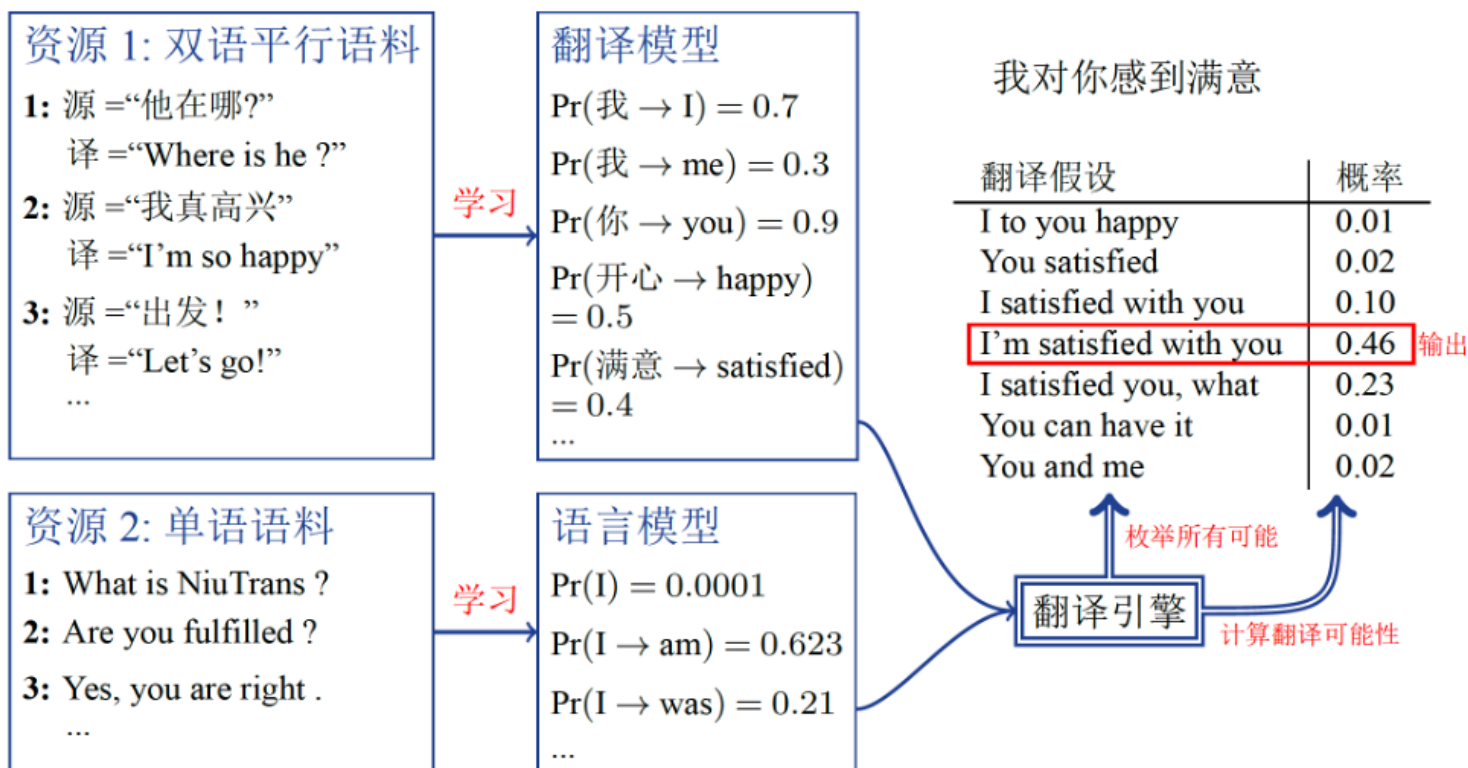 资源 1: 双语平行语料
1: 源 =“他在哪?”
译 =“Where is he ?”
2: 源 =“我真高兴”
译 =“I’m so happy”
3: 源 =“出发！”
译 =“Let’s go!”
...
学习
翻译模型
Pr(我 → I) = 0.7
Pr(我 → me) = 0.3
Pr(你 → you) = 0.9
Pr(开心 → happy)
= 0.5
Pr(满意 → satisfied)
= 0.4
...
资源 2: 单语语料
1: What is NiuTrans ?
2: Are you fulfilled ?
3: Yes, you are right .
...
学习
语言模型
Pr(I) = 0.0001
Pr(I → am) = 0.623
Pr(I → was) = 0.21
...
我对你感到满意
翻译假设 概率
I to you happy 0.01
You satisfied 0.02
I satisfied with you 0.10
I’m satisfied with you 0.46 输出
I satisfied you, what 0.23
You can have it 0.01
You and me 0.02
枚举所有可能
翻译引擎
计算翻译可能性